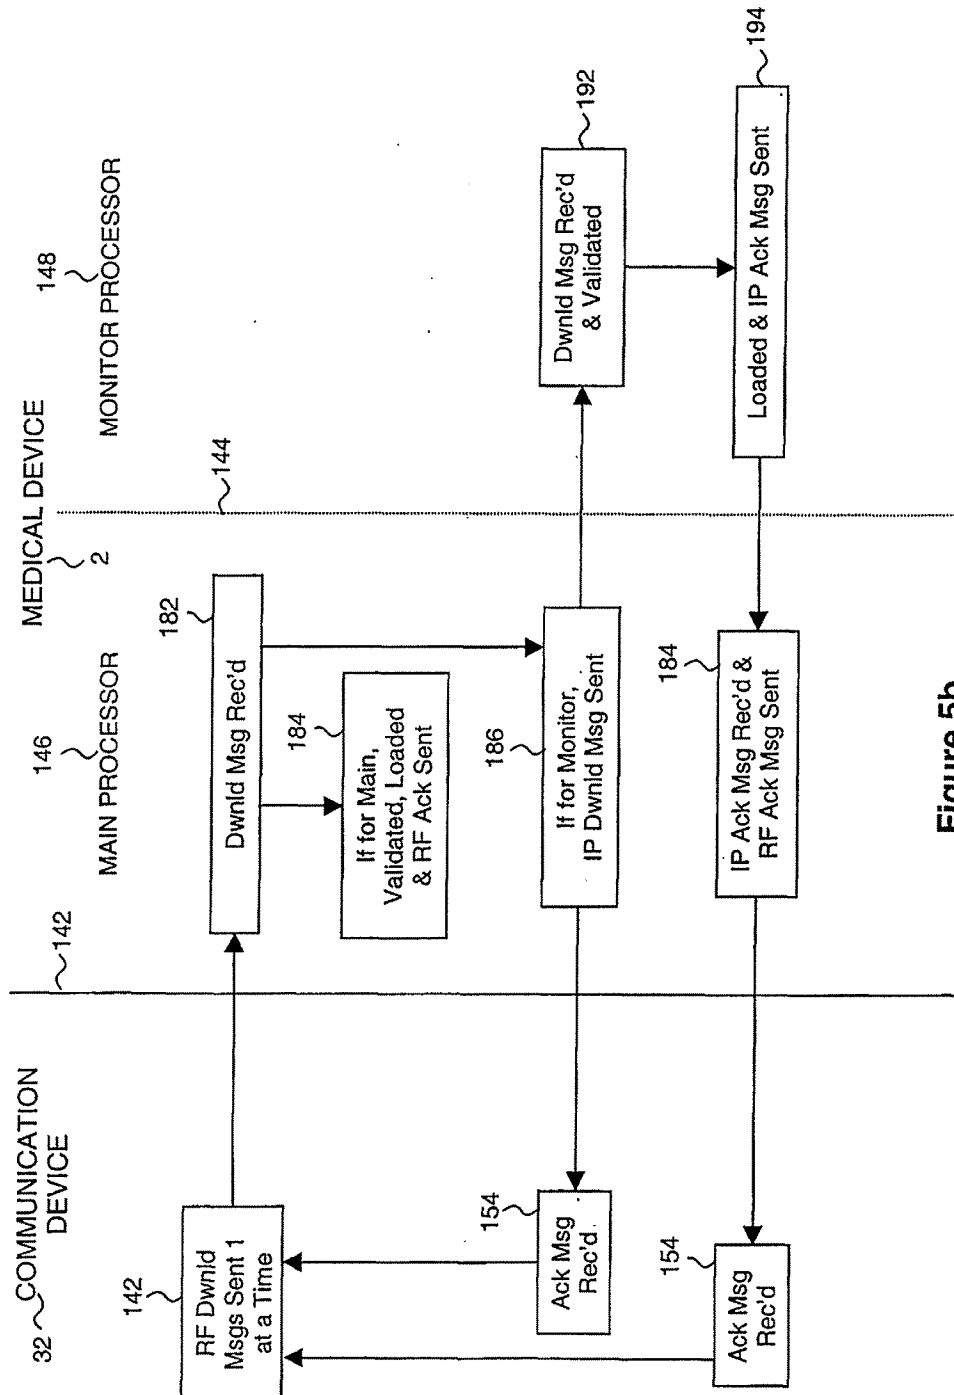 MEDICAL DEVICE
2
32
COMMUNICATION
DEVICE
142
146
MAIN PROCESSOR
144
148
MONITOR PROCESSOR
142
RF Dwnld
Msgs Sent 1
at a Time
182
Dwnld Msg Rec'd
184
If for Main,
Validated, Loaded
& RF Ack Sent
154
Ack Msg
Rec'd
186
If for Monitor,
IP Dwnld Msg Sent
192
Dwnld Msg Rec'd
& Validated
154
Ack Msg
Rec'd
184
IP Ack Msg Rec'd &
RF Ack Msg Sent
194
Loaded & IP Ack Msg Sent
Figure 5b